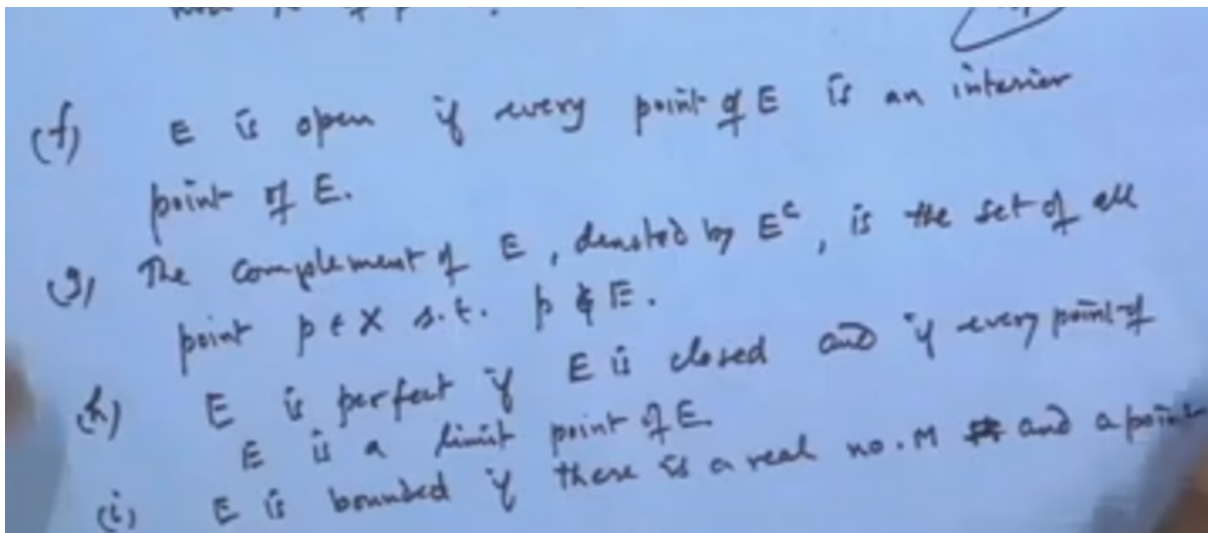 (f) E is open if every point of E is an interior
point of E.
(g) The complement of E, denoted by E^c, is the set of all
point p ∈ X s.t. p ∉ E.
(h) E is perfect if E is closed and if every point of
E is a limit point of E.
(i) E is bounded if there is a real no. M and a point